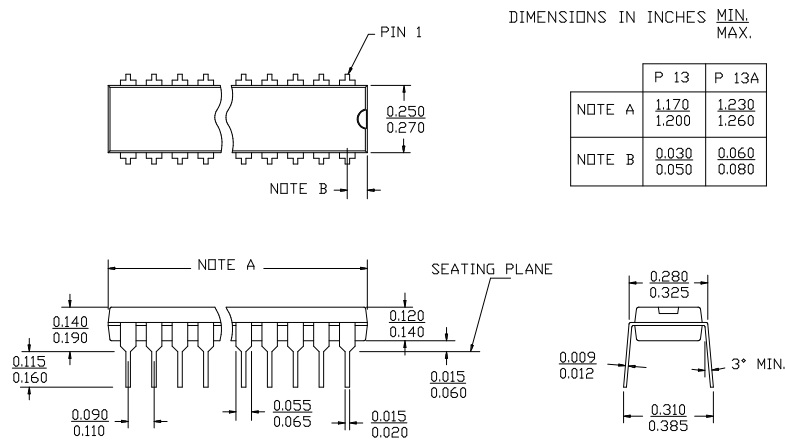 DIMENSIONS IN INCHES MIN.
MAX.
PIN 1
P 13 P 13A
NOTE A 1.170 1.230
1.200 1.260
NOTE B 0.030 0.060
0.050 0.080
0.250
0.270
NOTE B
NOTE A
SEATING PLANE
0.280
0.325
0.140
0.190
0.120
0.140
0.115
0.160
0.015
0.060
0.009
0.012
3° MIN.
0.090
0.110
0.055
0.065
0.015
0.020
0.310
0.385